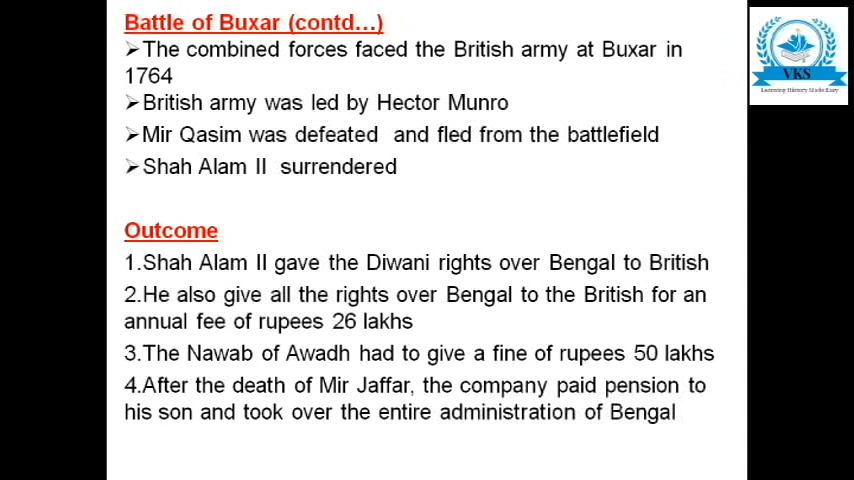 Battle of Buxar (contd…)
➢The combined forces faced the British army at Buxar in
1764
➢British army was led by Hector Munro
➢Mir Qasim was defeated and fled from the battlefield
➢Shah Alam II surrendered
Outcome
1.Shah Alam II gave the Diwani rights over Bengal to British
2.He also give all the rights over Bengal to the British for an
annual fee of rupees 26 lakhs
3.The Nawab of Awadh had to give a fine of rupees 50 lakhs
4.After the death of Mir Jaffar, the company paid pension to
his son and took over the entire administration of Bengal
VKS
Learning History Made Easy